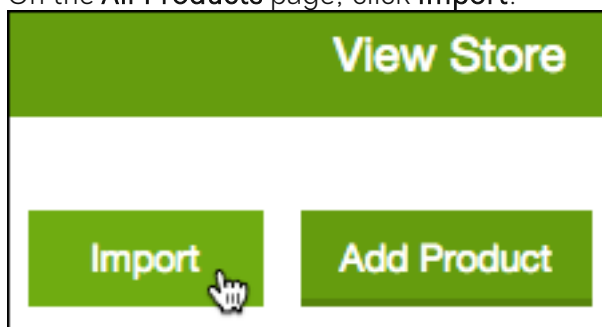 On the All Products page, click Import.
View Store
Import
Add Product